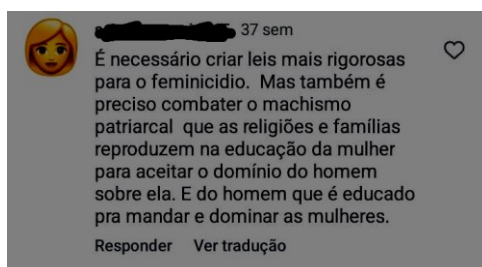 37 sem
É necessário criar leis mais rigorosas
para o feminicidio. Mas também é
preciso combater o machismo
patriarcal que as religiões e famílias
reproduzem na educação da mulher
para aceitar o domínio do homem
sobre ela. E do homem que é educado
pra mandar e dominar as mulheres.
Responder Ver tradução